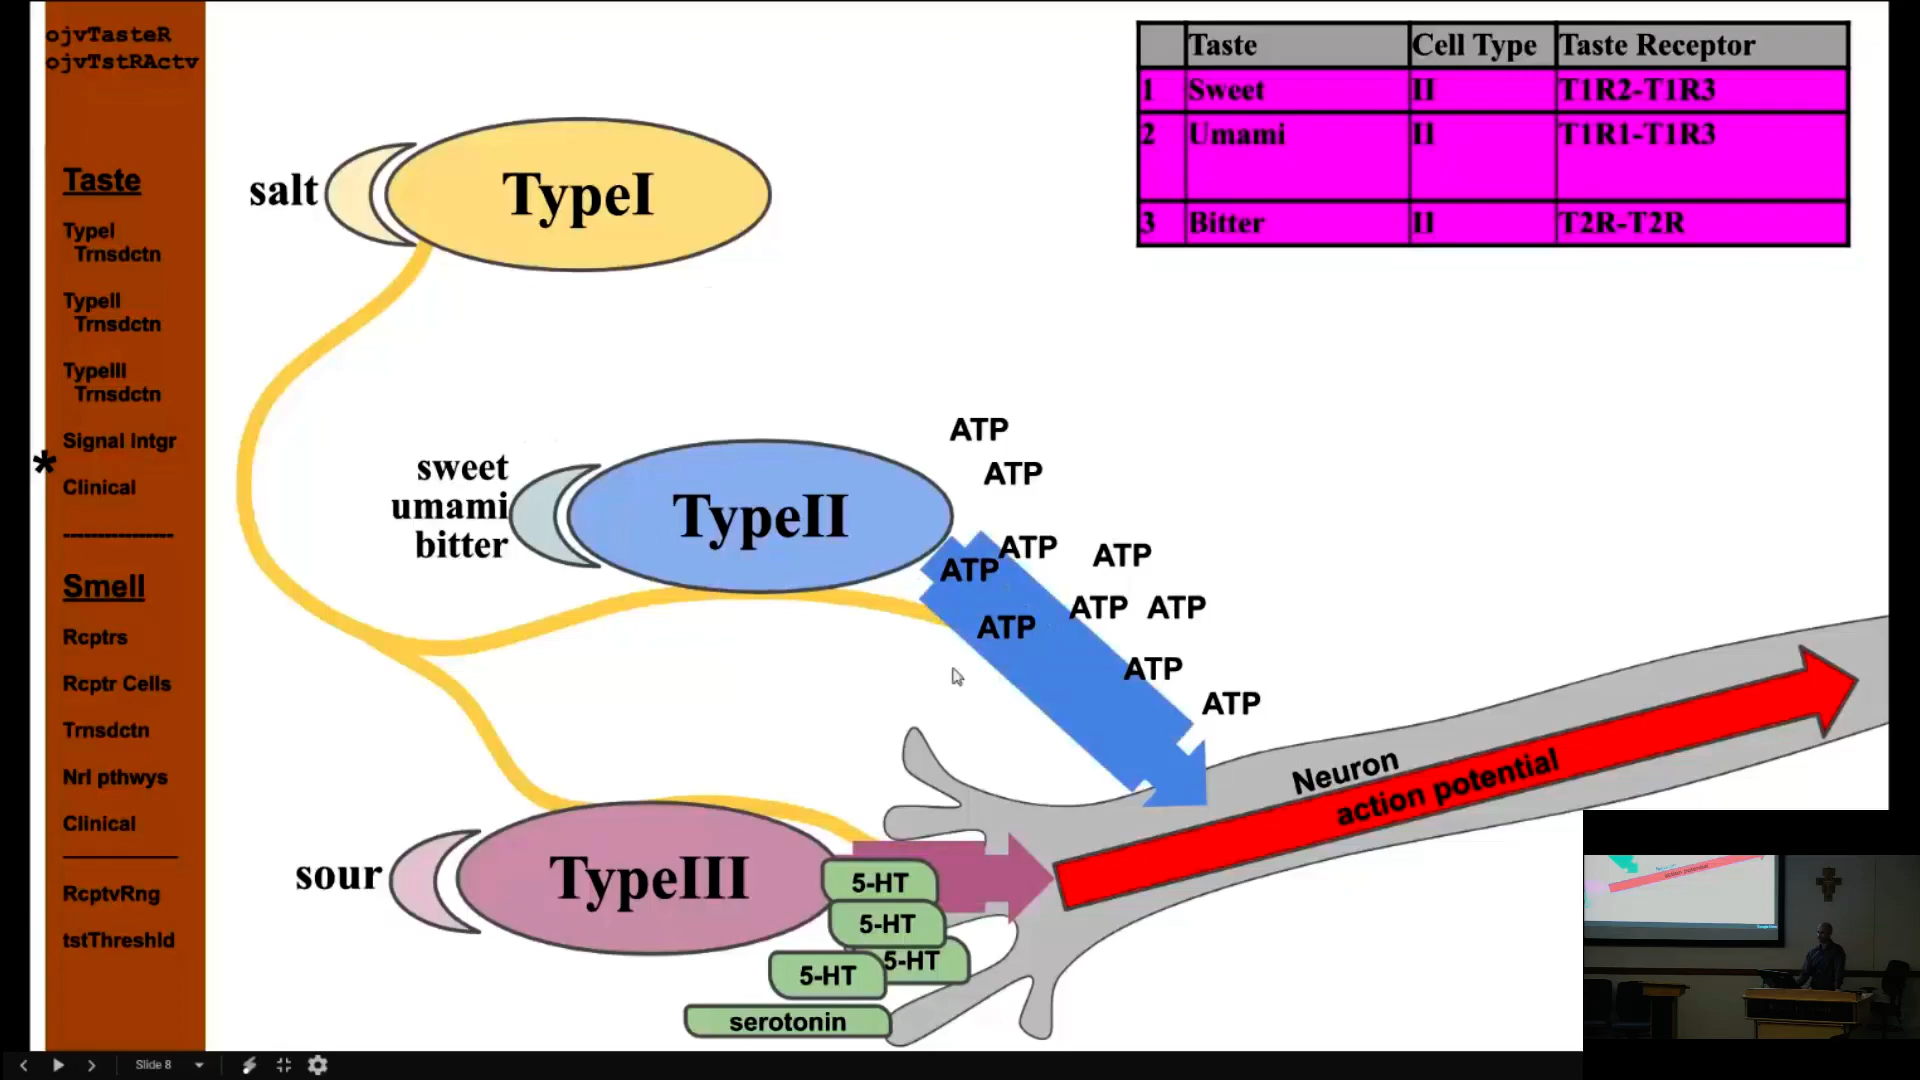 ojvTasteR
ojvTstRActv
Taste
TypeI
Trnsdctn
TypeII
Trnsdctn
TypeIII
Trnsdctn
Signal Intgr
*
Clinical
----------------
Smell
Rcptrs
Rcptr Cells
Trnsdctn
Nrl pthwys
Clinical
RcptvRng
tstThreshld
Taste Cell Type Taste Receptor
1 Sweet II T1R2-T1R3
2 Umami II T1R1-T1R3
3 Bitter II T2R-T2R
salt
TypeI
sweet
umami
bitter
TypeII
ATP
ATP
ATP
ATP
ATP
ATP
ATP
ATP
ATP
ATP
sour
TypeIII
5-HT
5-HT
5-HT
5-HT
serotonin
Neuron
action potential
Slide 8
action potential